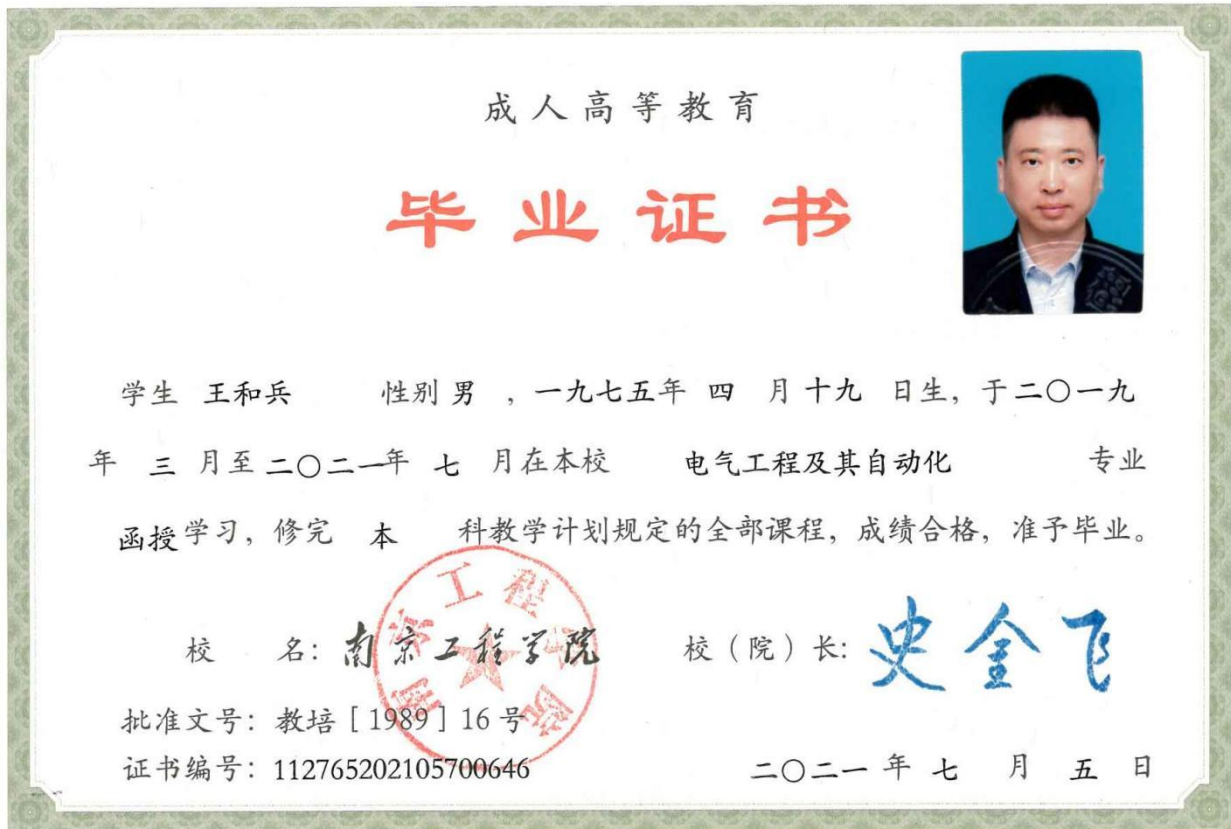 成人高等教育
毕业证书
学生 王和兵 性别 男 ，一九七五年 四 月 十九 日生，于二〇一九
年 三 月至二〇二一年 七 月在本校 电气工程及其自动化 专业
函授学习，修完 本 科教学计划规定的全部课程，成绩合格，准予毕业。
校 名：南京工程学院 校（院）长：史金飞
南京工程学院
批准文号：教培［1989］16号
证书编号：112765202105700646 二〇二一 年 七 月 五 日